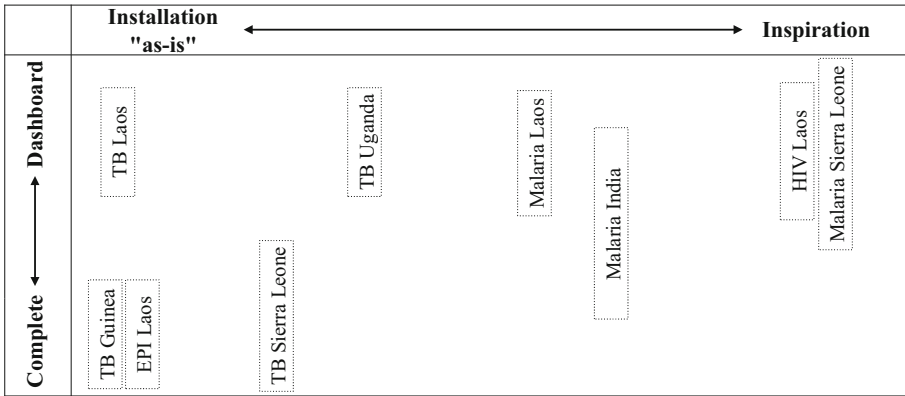 Installation
"as-is"
Inspiration
Dashboard
Complete
TB Laos
TB Uganda
Malaria Laos
Malaria India
HIV Laos
Malaria Sierra Leone
TB Guinea
EPI Laos
TB Sierra Leone